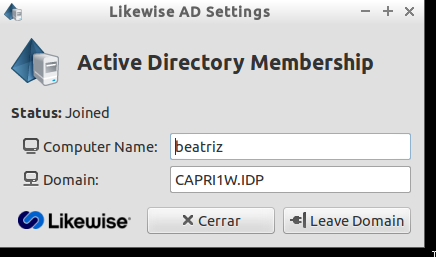 Likewise AD Settings
Active Directory Membership
Status: Joined
Computer Name: beatriz
Domain: CAPRI1W.IDP
Likewise Cerrar Leave Domain